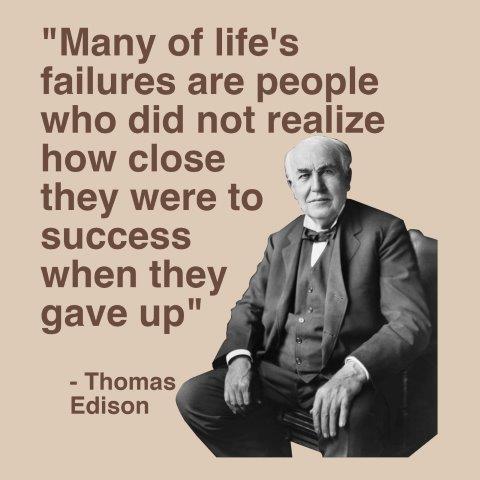 "Many of life's
failures are people
who did not realize
how close
they were to
success
when they
gave up"
- Thomas
Edison